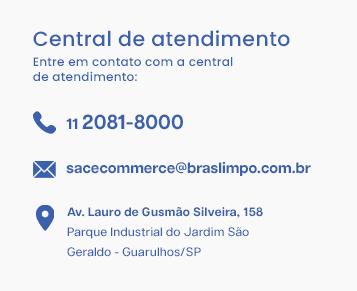 Central de atendimento
Entre em contato com a central
de atendimento:
11 2081-8000
sacecommerce@braslimpo.com.br
Av. Lauro de Gusmão Silveira, 158
Parque Industrial do Jardim São
Geraldo - Guarulhos/SP